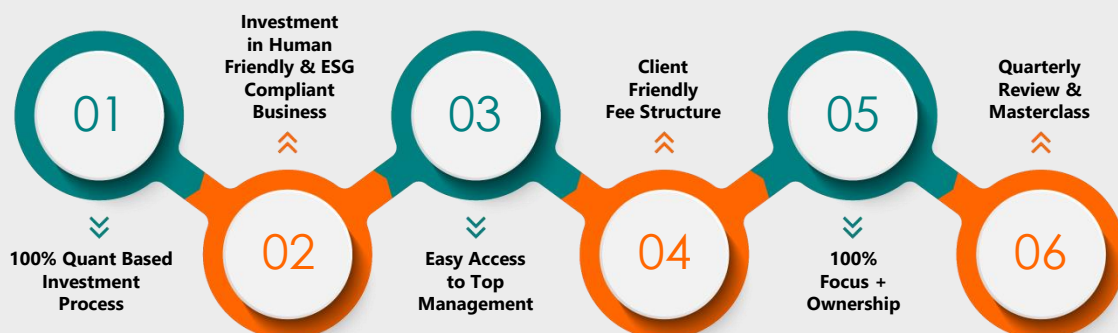 01
100% Quant Based
Investment
Process
Investment
in Human
Friendly & ESG
Compliant
Business
02
03
Easy Access
to Top
Management
Client
Friendly
Fee Structure
04
05
100%
Focus +
Ownership
Quarterly
Review &
Masterclass
06